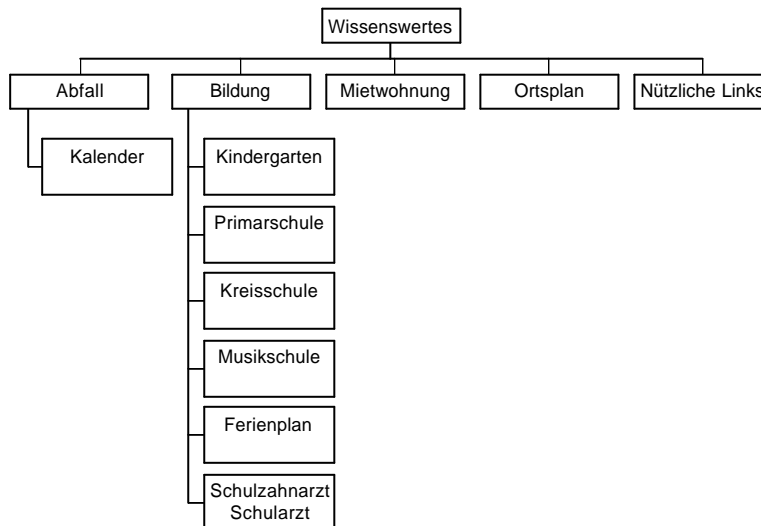 Wissenswertes
Abfall
Bildung
Mietwohnung
Ortsplan
Nützliche Links
Kalender
Kindergarten
Primarschule
Kreisschule
Musikschule
Ferienplan
Schulzahnarzt
Schularzt